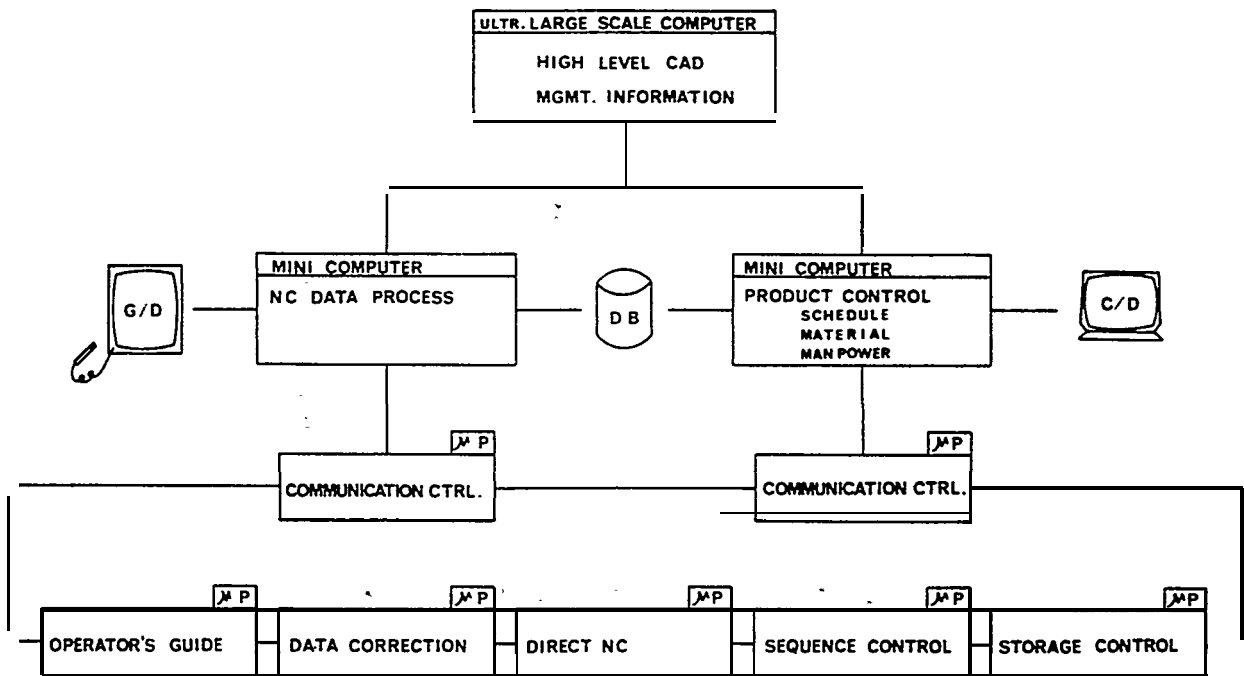 ULTR. LARGE SCALE COMPUTER
HIGH LEVEL CAD
MGMT. INFORMATION
MINI COMPUTER
NC DATA PROCESS
G/D
DB
MINI COMPUTER
PRODUCT CONTROL
SCHEDULE
MATERIAL
MAN POWER
C/D
μP
COMMUNICATION CTRL.
μP
COMMUNICATION CTRL.
μP
OPERATOR'S GUIDE
μP
DATA CORRECTION
μP
DIRECT NC
μP
SEQUENCE CONTROL
μP
STORAGE CONTROL